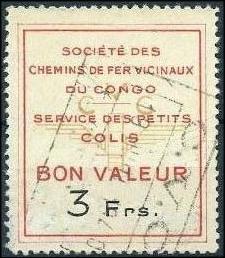 SOCIÉTÉ DES
CHEMINS DE FER VICINAUX
DU CONGO
SERVICE DES PETITS
COLIS
BON VALEUR
3 Frs.